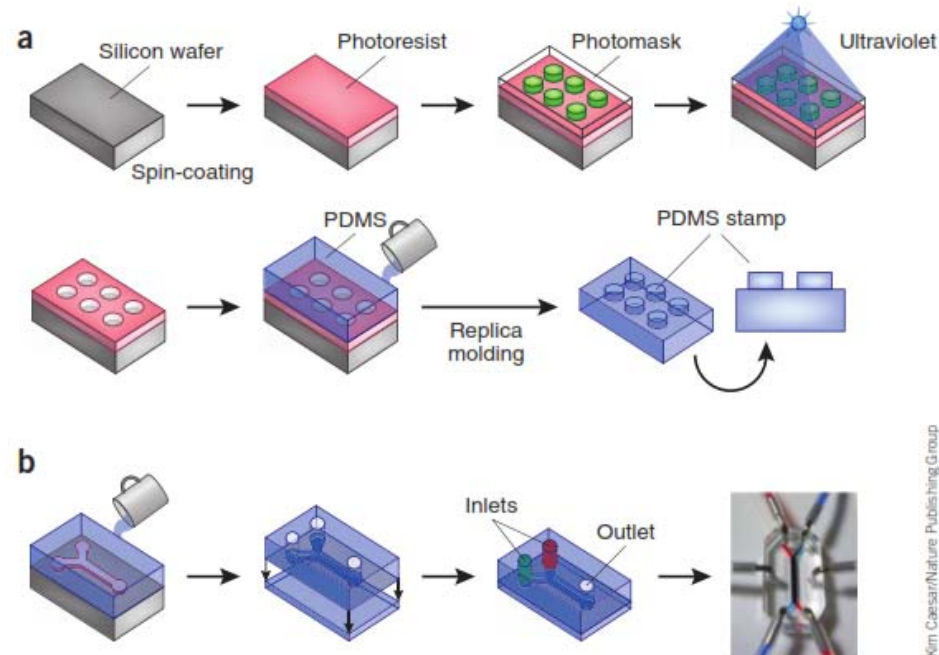 a
Silicon wafer
Photoresist
Photomask
Ultraviolet
Spin-coating
PDMS
PDMS stamp
Replica
molding
b
Inlets
Outlet
Kim Caesar/Nature Publishing Group